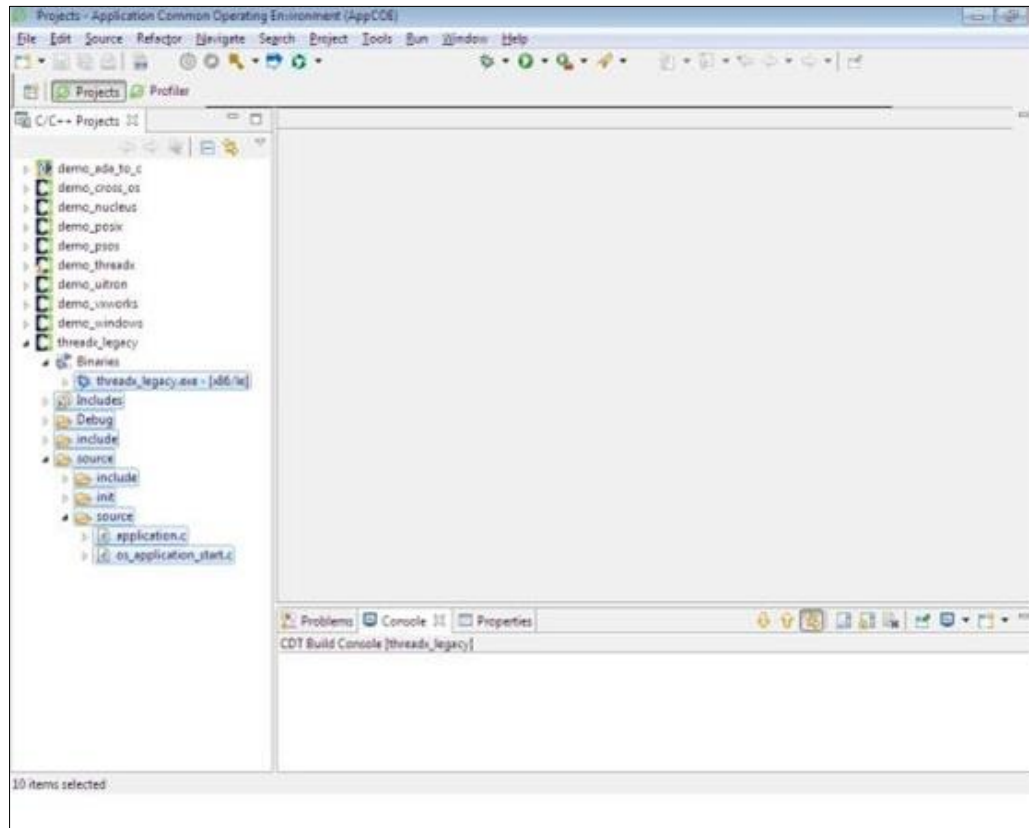 Projects - Application Common Operating Environment (AppCOE)
File Edit Source Refactor Navigate Search Project Tools Run Window Help
Projects Profiler
C/C++ Projects
demo_ada_to_c
demo_cross_os
demo_nucleus
demo_posix
demo_psos
demo_threadx
demo_uitron
demo_vxworks
demo_windows
threadx_legacy
Binaries
threadx_legacy.exe - [x86/le]
Includes
Debug
include
source
include
init
source
application.c
os_application_start.c
Problems Console Properties
CDT Build Console [threadx_legacy]
10 items selected